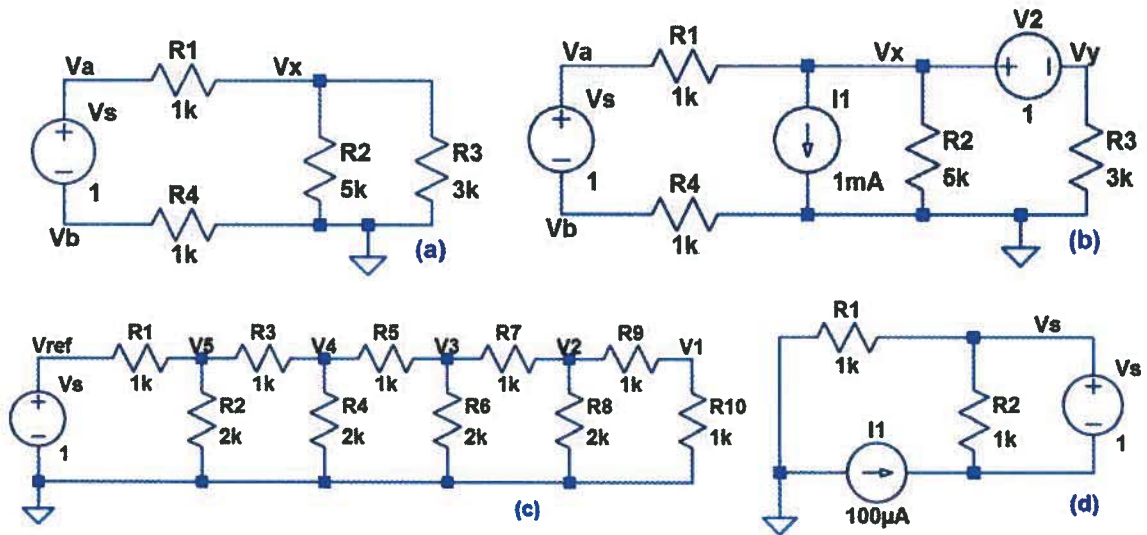 R1
Va
Vx
1k
Vs
R2
R3
5k
3k
1
R4
Vb
1k
(a)
V2
R1
Va
Vx
Vy
1k
1
Vs
I1
R2
R3
1mA
5k
3k
1
R4
Vb
1k
(b)
R1
R3
R5
R7
R9
Vref
V5
V4
V3
V2
V1
1k
1k
1k
1k
1k
Vs
R2
R4
R6
R8
R10
2k
2k
2k
2k
1k
1
(c)
R1
Vs
1k
Vs
R2
1k
1
I1
100µA
(d)